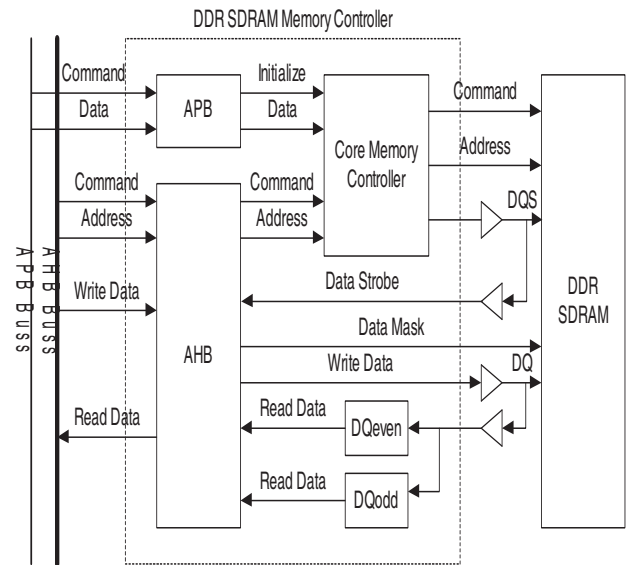 DDR SDRAM Memory Controller
Command
Data
APB
Initialize
Data
Core Memory
Controller
Command
Address
DQS
Command
Address
Command
Address
Write Data
Data Strobe
DDR
SDRAM
AHB
Data Mask
Write Data
DQ
Read Data
Read Data
DQeven
Read Data
DQodd
APB Buss
AHB Buss